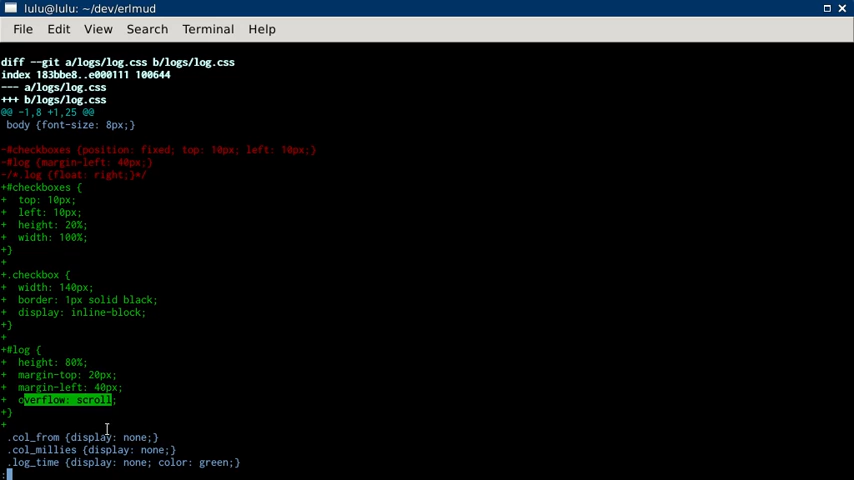 lulu@lulu: ~/dev/erlmud
File Edit View Search Terminal Help
diff --git a/logs/log.css b/logs/log.css
index 183bbe8..e000111 100644
--- a/logs/log.css
+++ b/logs/log.css
@@ -1,8 +1,25 @@
 body {font-size: 8px;}
-#checkboxes {position: fixed; top: 10px; left: 10px;}
-#log {margin-left: 40px;}
-/*.log {float: right;}*/
+#checkboxes {
+  top: 10px;
+  left: 10px;
+  height: 20%;
+  width: 100%;
+}
+
+.checkbox {
+  width: 140px;
+  border: 1px solid black;
+  display: inline-block;
+}
+
+#log {
+  height: 80%;
+  margin-top: 20px;
+  margin-left: 40px;
+  overflow: scroll;
+}
+
 .col_from {display: none;}
 .col_millies {display: none;}
 .log_time {display: none; color: green;}
: